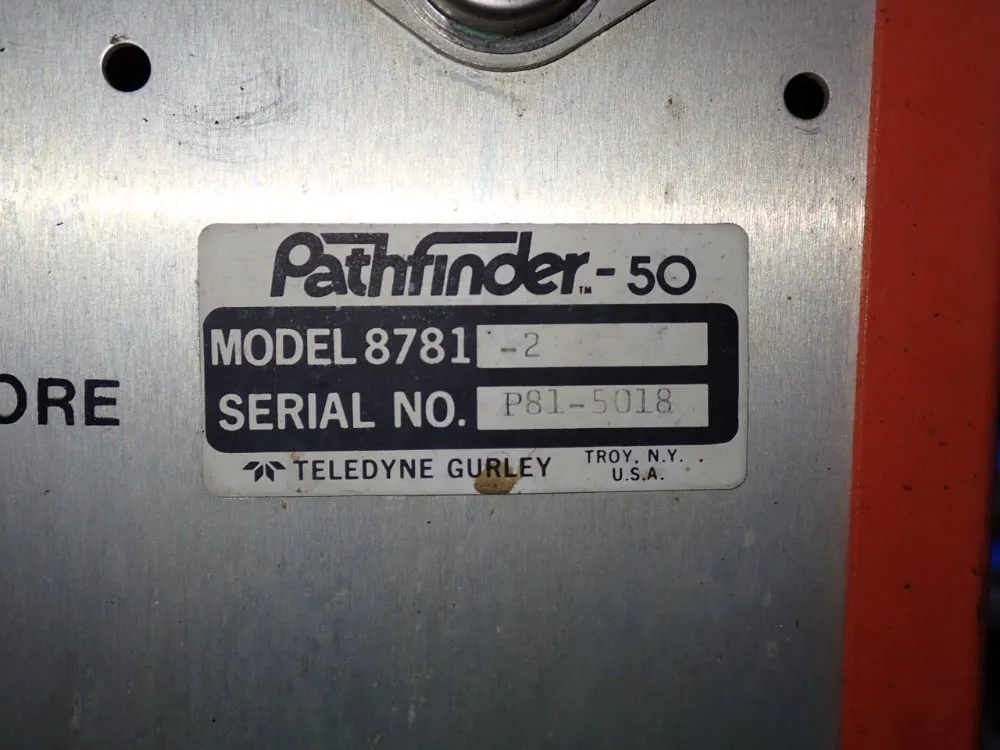 Pathfinder™-50
MODEL 8781 -2
SERIAL NO. P81-5018
TELEDYNE GURLEY TROY, N.Y.
U.S.A.
ORE